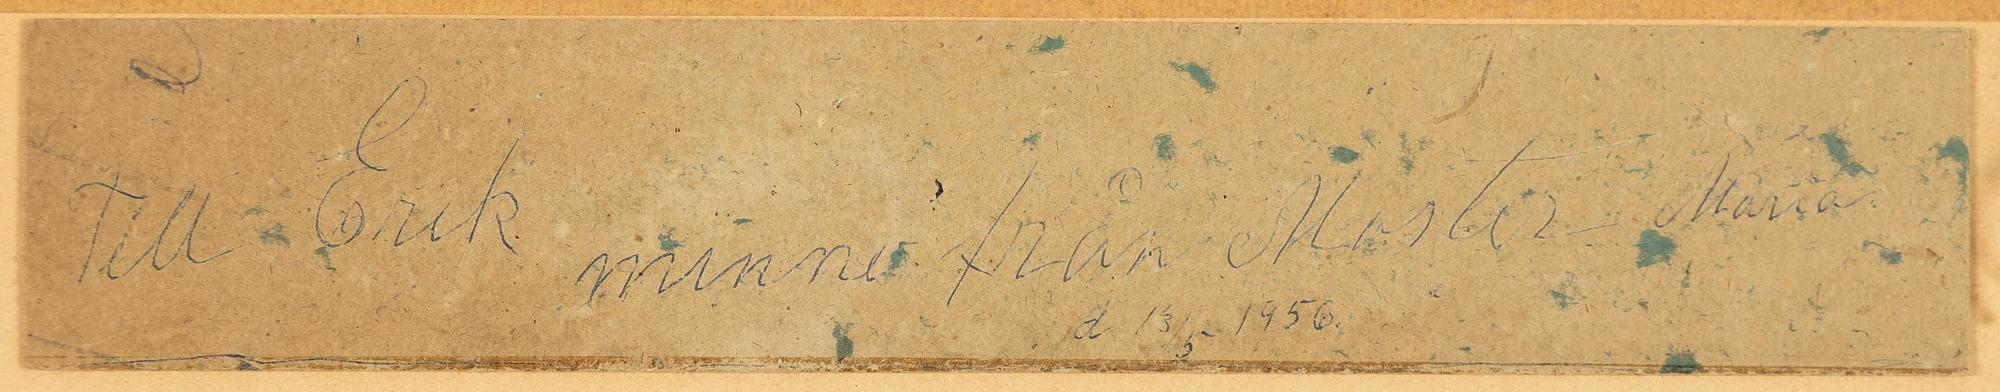 Till Erik
minne från Moster Maria.
d 13/5 1956.